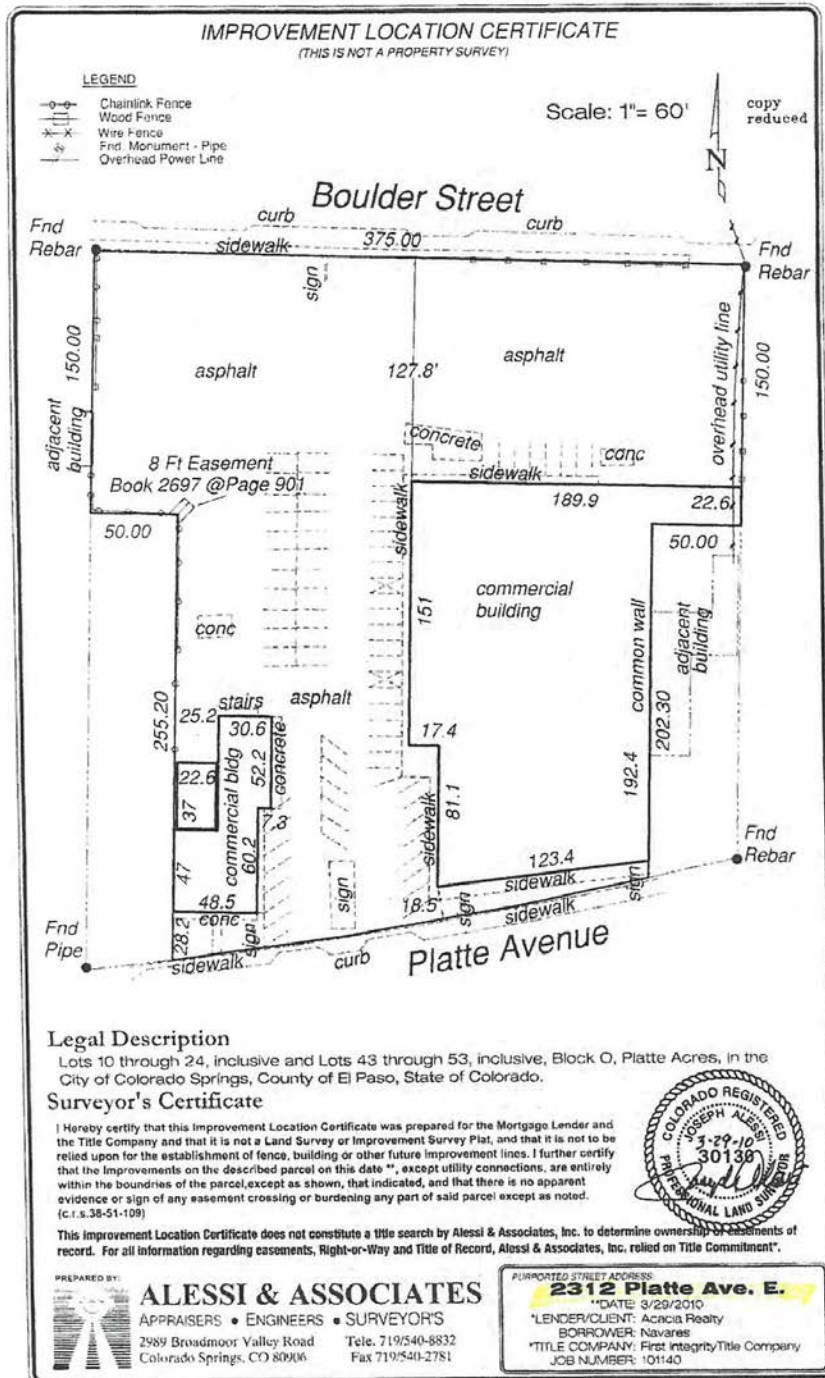 IMPROVEMENT LOCATION CERTIFICATE
(THIS IS NOT A PROPERTY SURVEY)
LEGEND
Chainlink Fence
Wood Fence
Wire Fence
Fnd. Monument - Pipe
Overhead Power Line
Scale: 1"= 60'
copy
reduced
N
Boulder Street
curb
curb
Fnd
Rebar
sidewalk
375.00
Fnd
Rebar
sign
150.00
asphalt
127.8'
asphalt
overhead utility line
150.00
adjacent
building
concrete
conc
sidewalk
8 Ft Easement
Book 2697 @Page 901
50.00
sidewalk
189.9
22.6
50.00
commercial
building
151
common wall
adjacent
building
conc
255.20
stairs
asphalt
25.2
30.6
17.4
202.30
22.6
commercial bldg
52.2
concrete
192.4
37
7.3
sidewalk
81.1
47
60.2
123.4
Fnd
Rebar
48.5
conc
sign
sign
18.5
sign
sidewalk
sign
sidewalk
Fnd
Pipe
28.2
sidewalk
curb
Platte Avenue
Legal Description
Lots 10 through 24, inclusive and Lots 43 through 53, inclusive, Block O, Platte Acres, in the
City of Colorado Springs, County of El Paso, State of Colorado.
Surveyor's Certificate
I Hereby certify that this Improvement Location Certificate was prepared for the Mortgage Lender and
the Title Company and that it is not a Land Survey or Improvement Survey Plat, and that it is not to be
relied upon for the establishment of fence, building or other future improvement lines. I further certify
that the Improvements on the described parcel on this date **, except utility connections, are entirely
within the boundries of the parcel,except as shown, that indicated, and that there is no apparent
evidence or sign of any easement crossing or burdening any part of said parcel except as noted.
(c.r.s.38-51-109)
COLORADO REGISTERED
JOSEPH ALESSI
3-29-10
30130
PROFESSIONAL LAND SURVEYOR
This Improvement Location Certificate does not constitute a title search by Alessi & Associates, Inc. to determine ownership or easements of
record. For all information regarding easements, Right-or-Way and Title of Record, Alessi & Associates, Inc. relied on Title Commitment*.
PREPARED BY:
ALESSI & ASSOCIATES
APPRAISERS • ENGINEERS • SURVEYOR'S
2989 Broadmoor Valley Road Tele. 719/540-8832
Colorado Springs, CO 80906 Fax 719/540-2781
PURPORTED STREET ADDRESS:
2312 Platte Ave. E.
**DATE: 3/29/2010
*LENDER/CLIENT: Acacia Realty
BORROWER: Navares
*TITLE COMPANY: First IntegrityTitle Company
JOB NUMBER: 101140